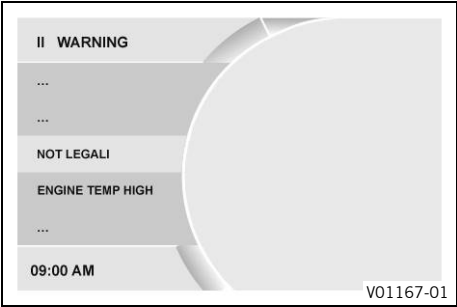 II WARNING
...
...
NOT LEGALI
ENGINE TEMP HIGH
...
09:00 AM
V01167-01